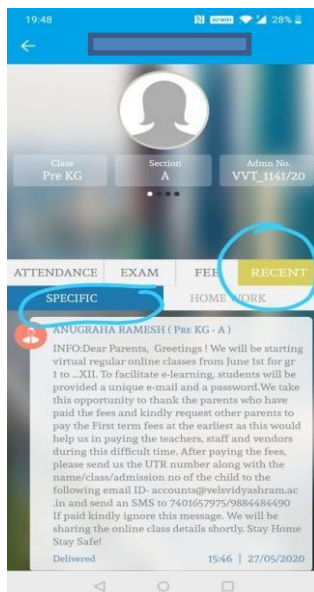 19:48
28%
Class
Pre KG
Section
A
Admn No.
VVT_1141/20
ATTENDANCE EXAM FEE RECENT
SPECIFIC HOME WORK
ANUGRAHA RAMESH ( PRE KG - A )
INFO:Dear Parents, Greetings ! We will be starting
virtual regular online classes from June 1st for gr
1 to ...XII. To facilitate e-learning, students will be
provided a unique e-mail and a password.We take
this opportunity to thank the parents who have
paid the fees and kindly request other parents to
pay the First term fees at the earliest as this would
help us in paying the teachers, staff and vendors
during this difficult time. After paying the fees,
please send us the UTR number along with the
name/class/admission no of the child to the
following email ID- accounts@velsvidyashram.ac
.in and send an SMS to 7401657975/9884484490
If paid kindly ignore this message. We will be
sharing the online class details shortly. Stay Home
Stay Safe!
Delivered 15:46 | 27/05/2020